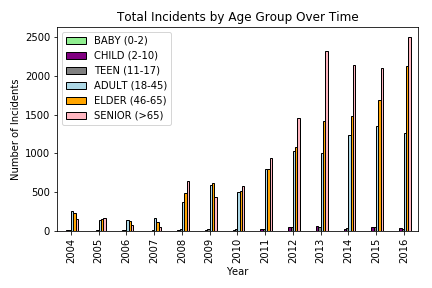 Total Incidents by Age Group Over Time
2500
2000
1500
1000
500
0
Number of Incidents
BABY (0-2)
CHILD (2-10)
TEEN (11-17)
ADULT (18-45)
ELDER (46-65)
SENIOR (>65)
2004
2005
2006
2007
2008
2009
2010
2011
2012
2013
2014
2015
2016
Year